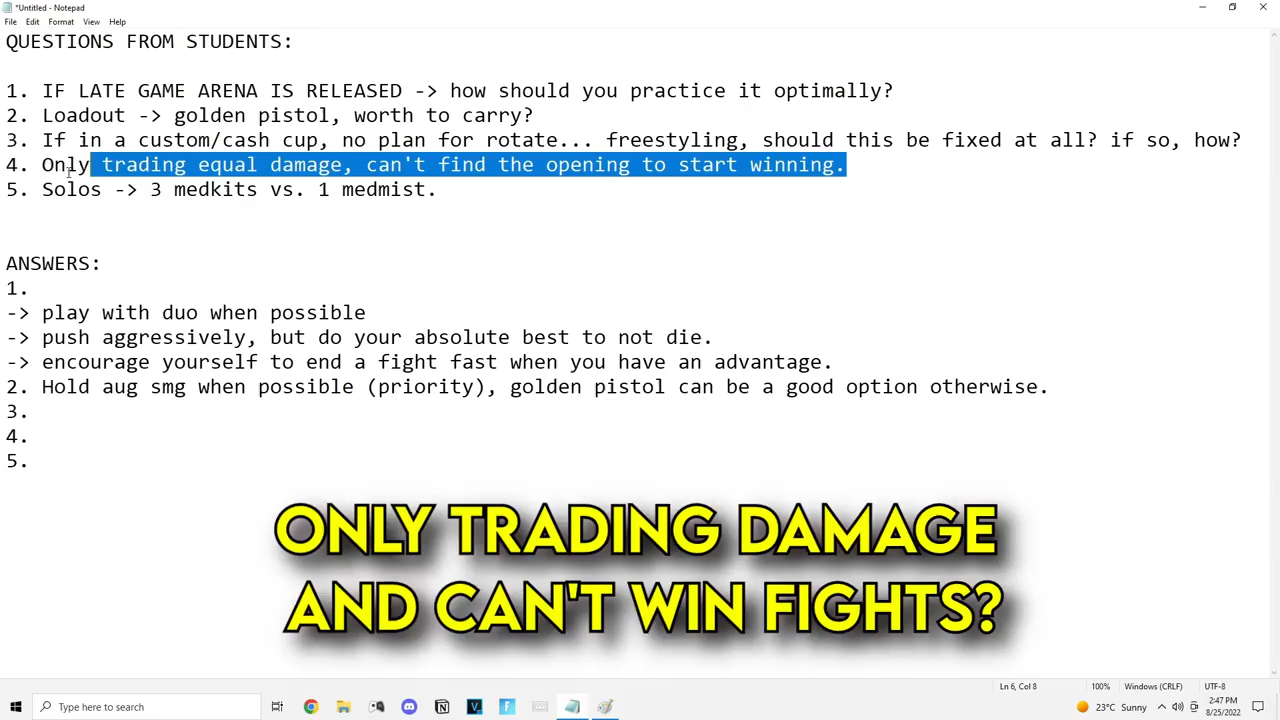 *Untitled - Notepad
File Edit Format View Help
QUESTIONS FROM STUDENTS:
1. IF LATE GAME ARENA IS RELEASED -> how should you practice it optimally?
2. Loadout -> golden pistol, worth to carry?
3. If in a custom/cash cup, no plan for rotate... freestyling, should this be fixed at all? if so, how?
4. Only trading equal damage, can't find the opening to start winning.
5. Solos -> 3 medkits vs. 1 medmist.
ANSWERS:
1.
-> play with duo when possible
-> push aggressively, but do your absolute best to not die.
-> encourage yourself to end a fight fast when you have an advantage.
2. Hold aug smg when possible (priority), golden pistol can be a good option otherwise.
3.
4.
5.
ONLY TRADING DAMAGE
AND CAN'T WIN FIGHTS?
Ln 6, Col 8 100% Windows (CRLF) UTF-8
Type here to search
23°C Sunny
2:47 PM
8/25/2022